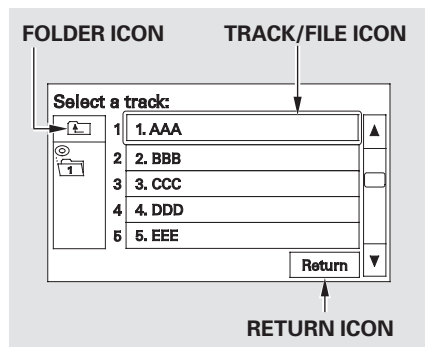 FOLDER ICON TRACK/FILE ICON
Select a track:
1 1. AAA
2 2. BBB
1
3 3. CCC
4 4. DDD
5 5. EEE
Return
RETURN ICON